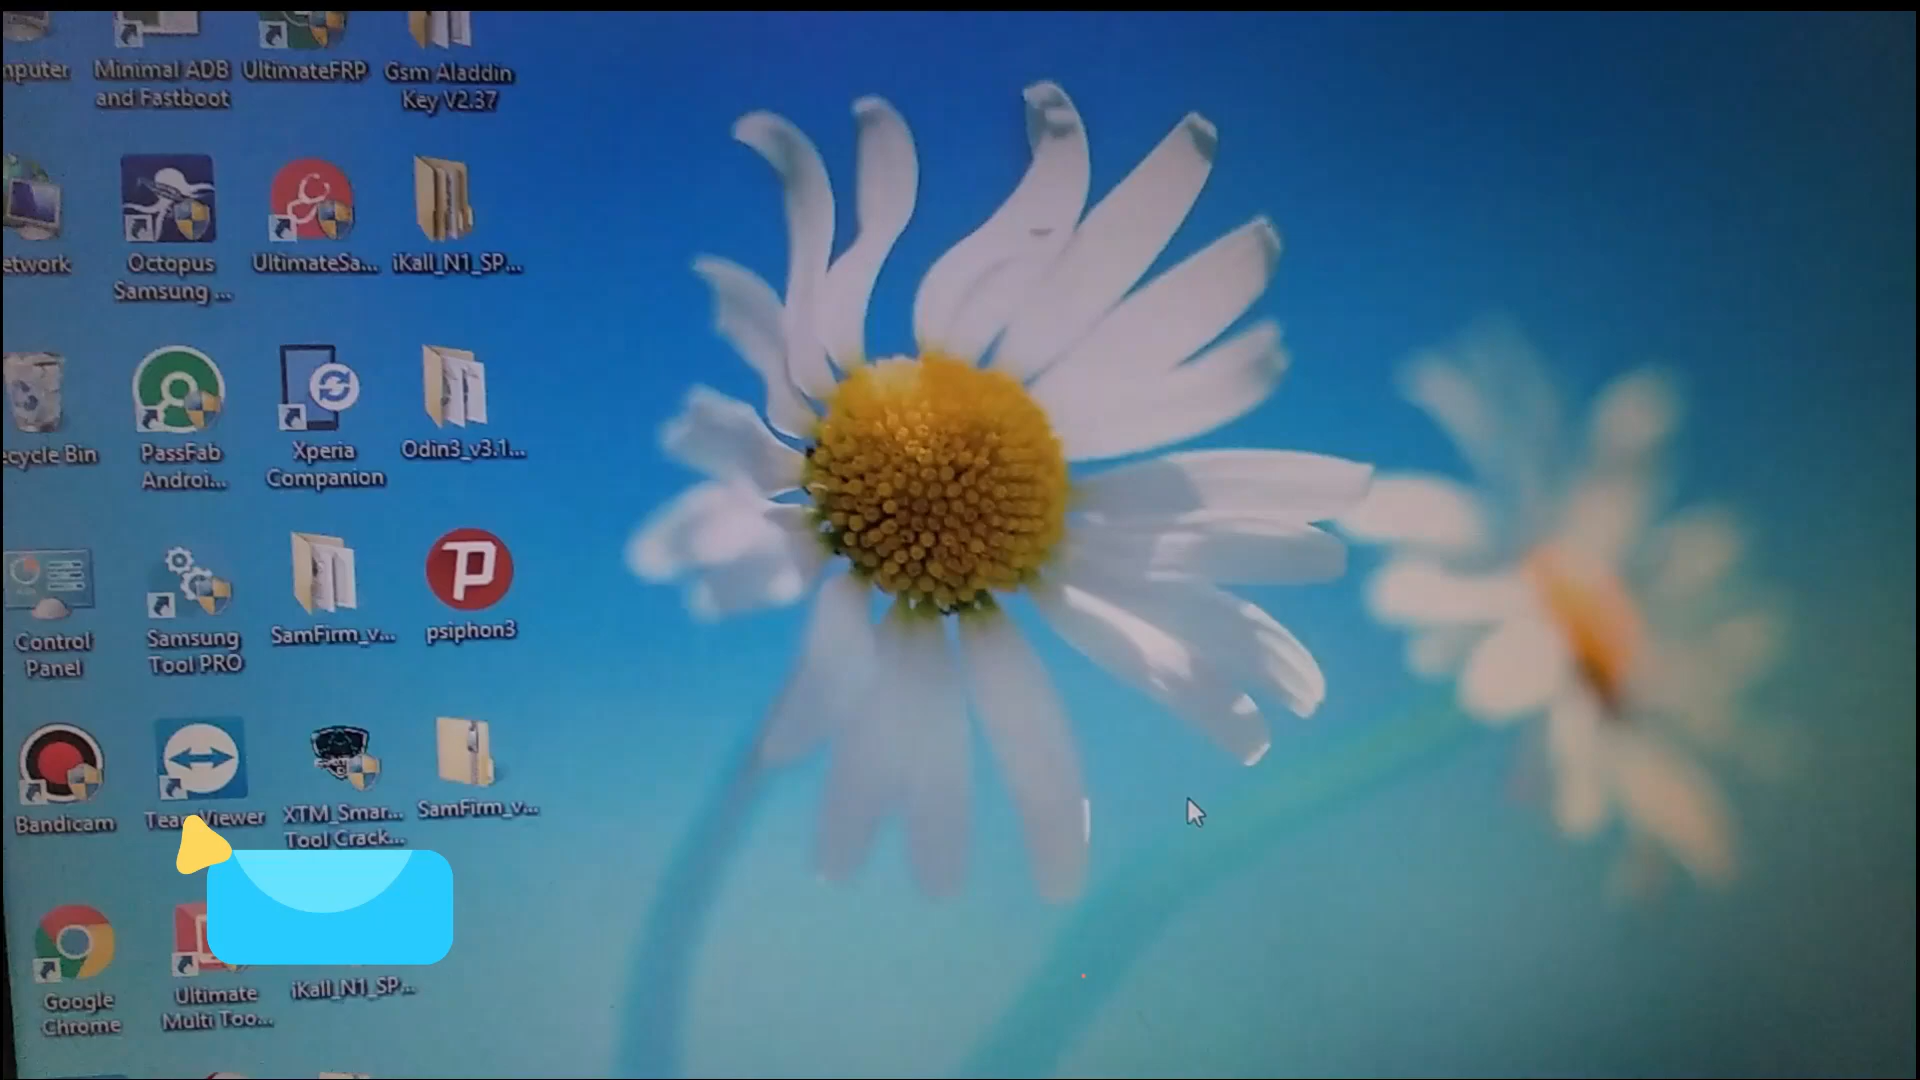 mputer
Minimal ADB
and Fastboot
UltimateFRP
Gsm Aladdin
Key V2.37
etwork
Octopus
Samsung ...
UltimateSa...
iKall_N1_SP...
ecycle Bin
PassFab
Androi...
Xperia
Companion
Odin3_v3.1...
Control
Panel
Samsung
Tool PRO
SamFirm_v...
psiphon3
Bandicam
TeamViewer
XTM_Smar...
Tool Crack...
SamFirm_v...
Google
Chrome
Ultimate
Multi Too...
iKall_N1_SP...